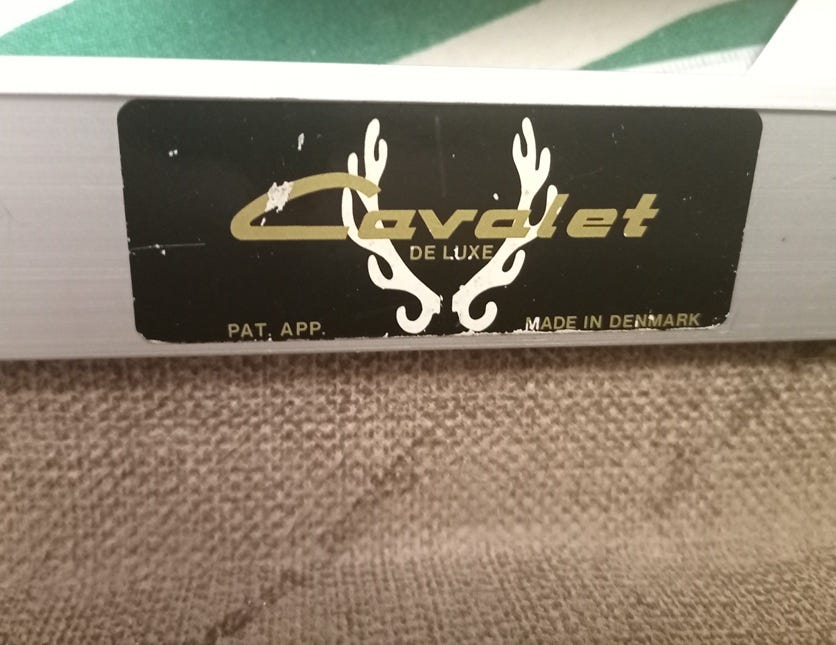 Cavalet
DE LUXE
PAT. APP.
MADE IN DENMARK